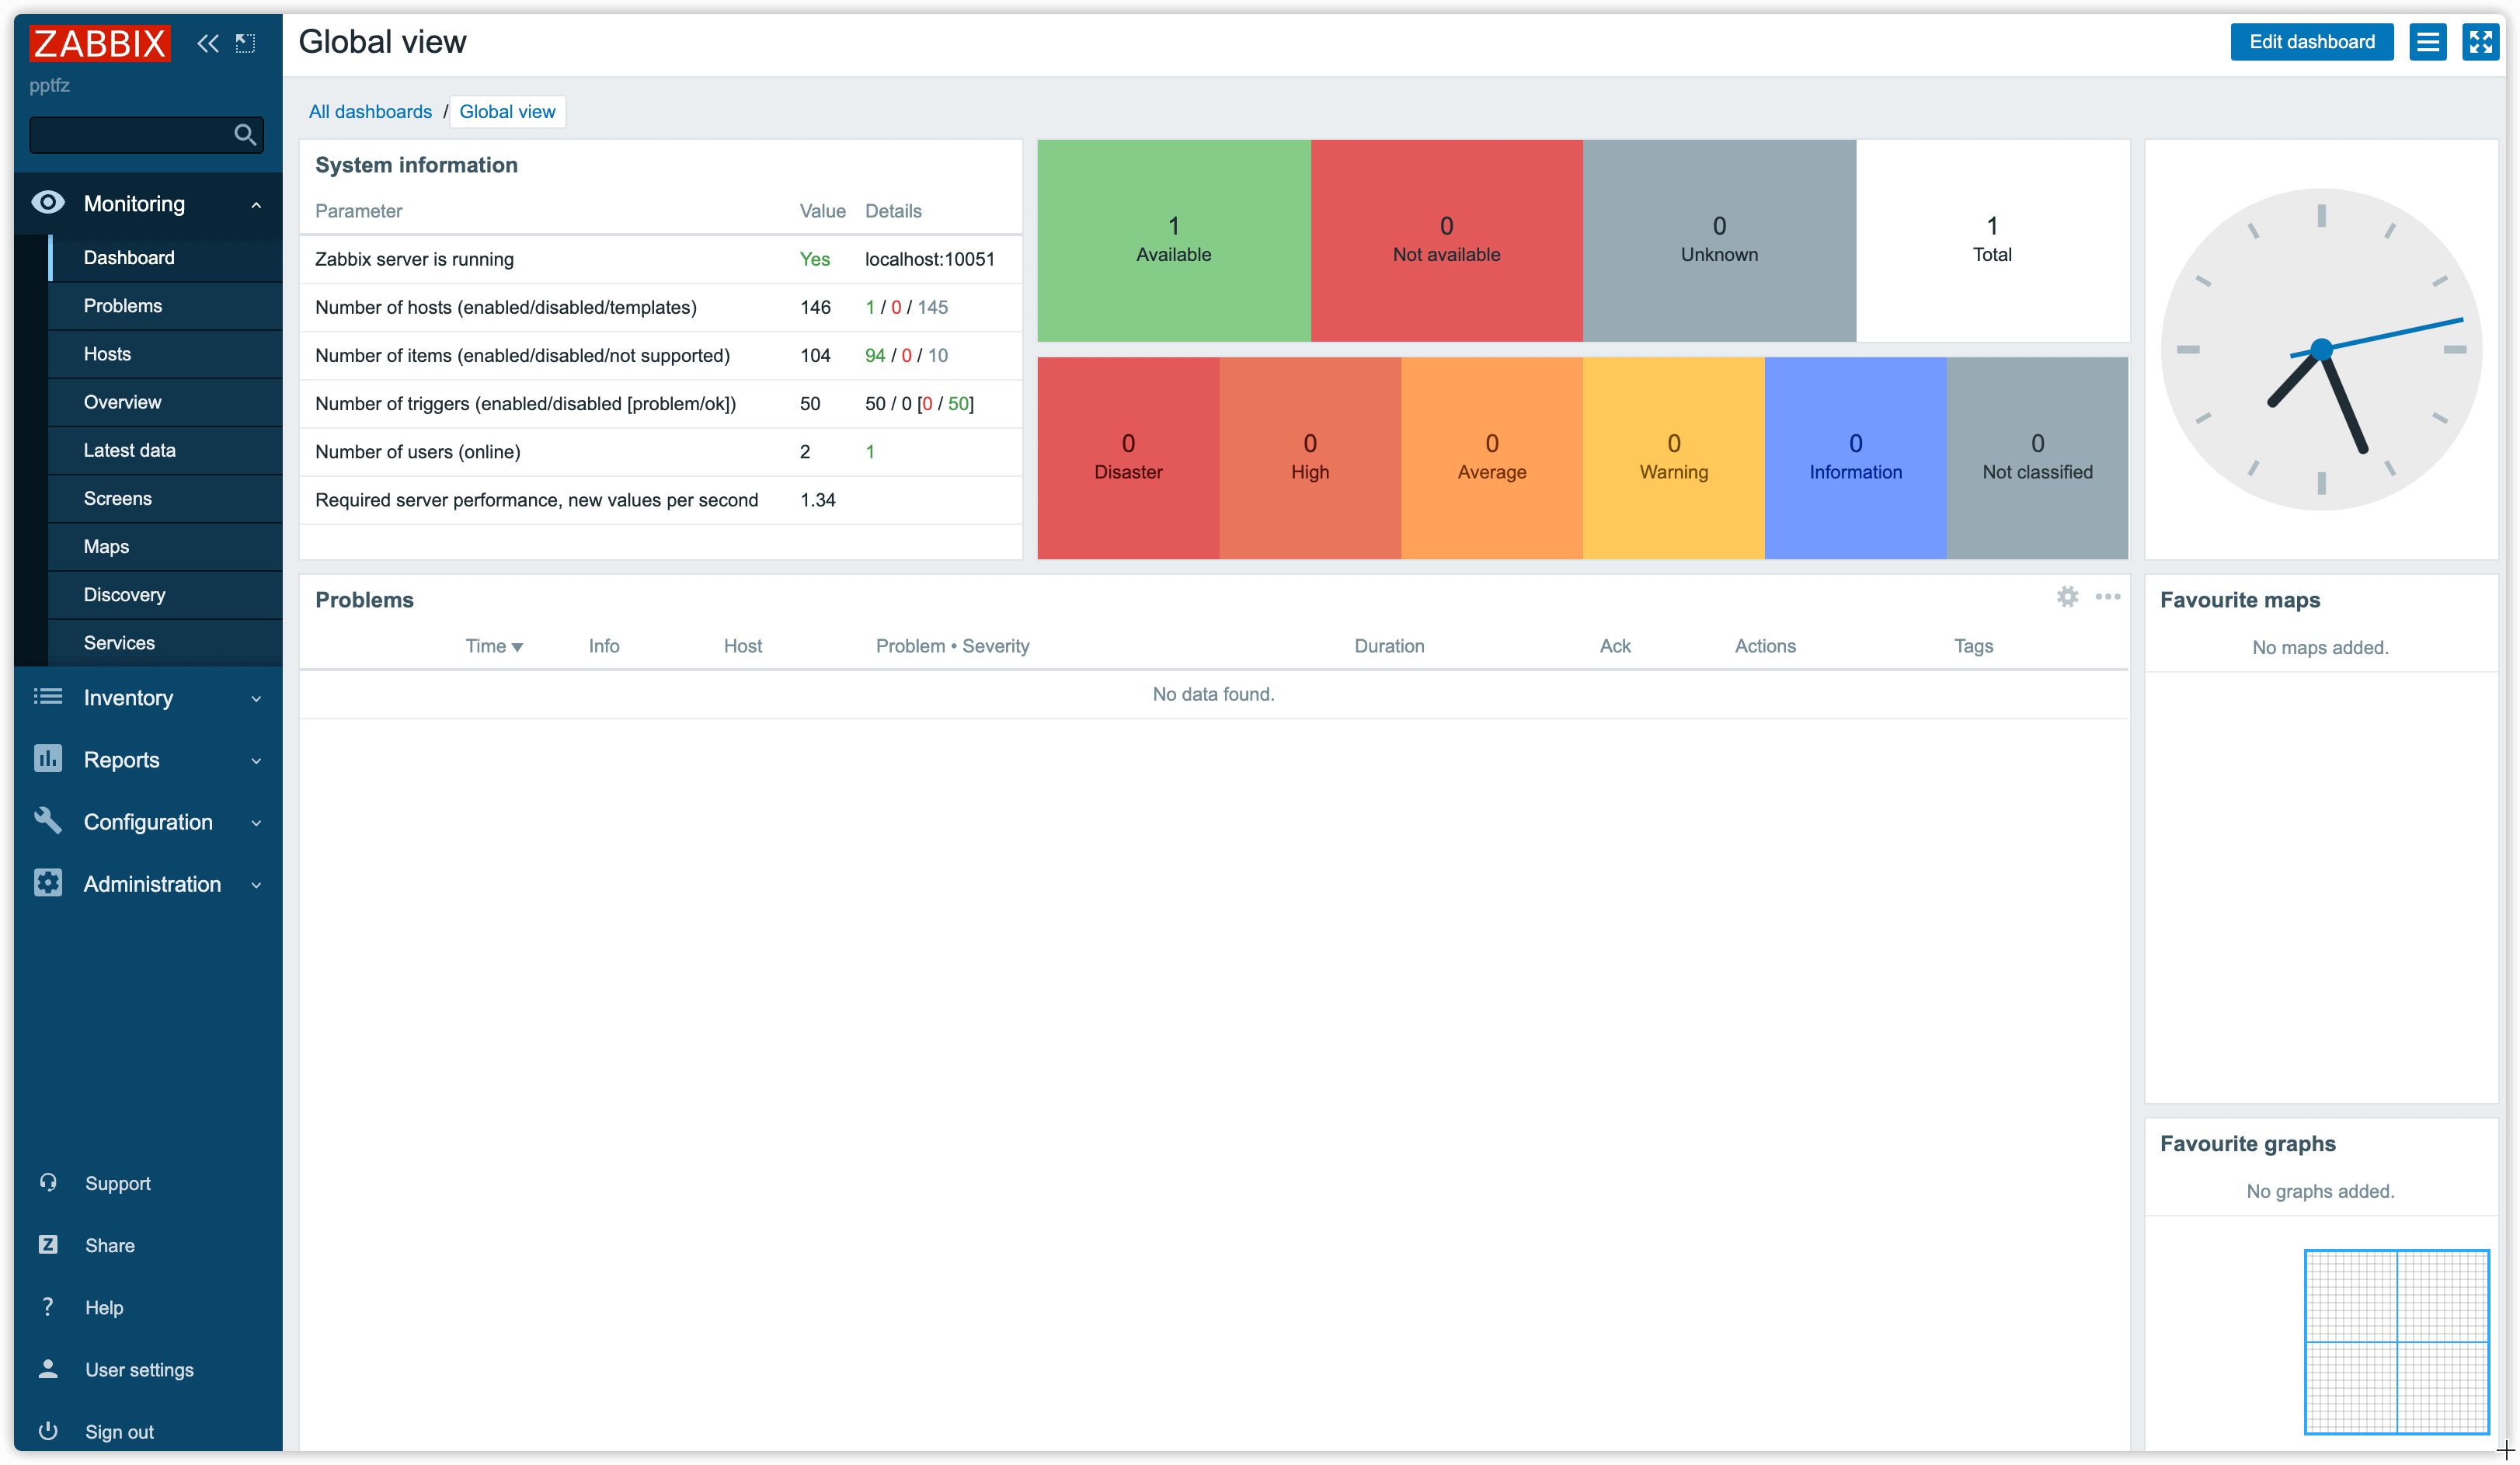 ZABBIX
pptfz
Monitoring
Dashboard
Problems
Hosts
Overview
Latest data
Screens
Maps
Discovery
Services
Inventory
Reports
Configuration
Administration
Support
Z Share
? Help
User settings
Sign out
Global view
Edit dashboard
All dashboards / Global view
System information
Parameter Value Details
Zabbix server is running Yes localhost:10051
Number of hosts (enabled/disabled/templates) 146 1 / 0 / 145
Number of items (enabled/disabled/not supported) 104 94 / 0 / 10
Number of triggers (enabled/disabled [problem/ok]) 50 50 / 0 [0 / 50]
Number of users (online) 2 1
Required server performance, new values per second 1.34
1 0 0 1
Available Not available Unknown Total
0 0 0 0 0 0
Disaster High Average Warning Information Not classified
Problems
Time Info Host Problem • Severity Duration Ack Actions Tags
No data found.
Favourite maps
No maps added.
Favourite graphs
No graphs added.